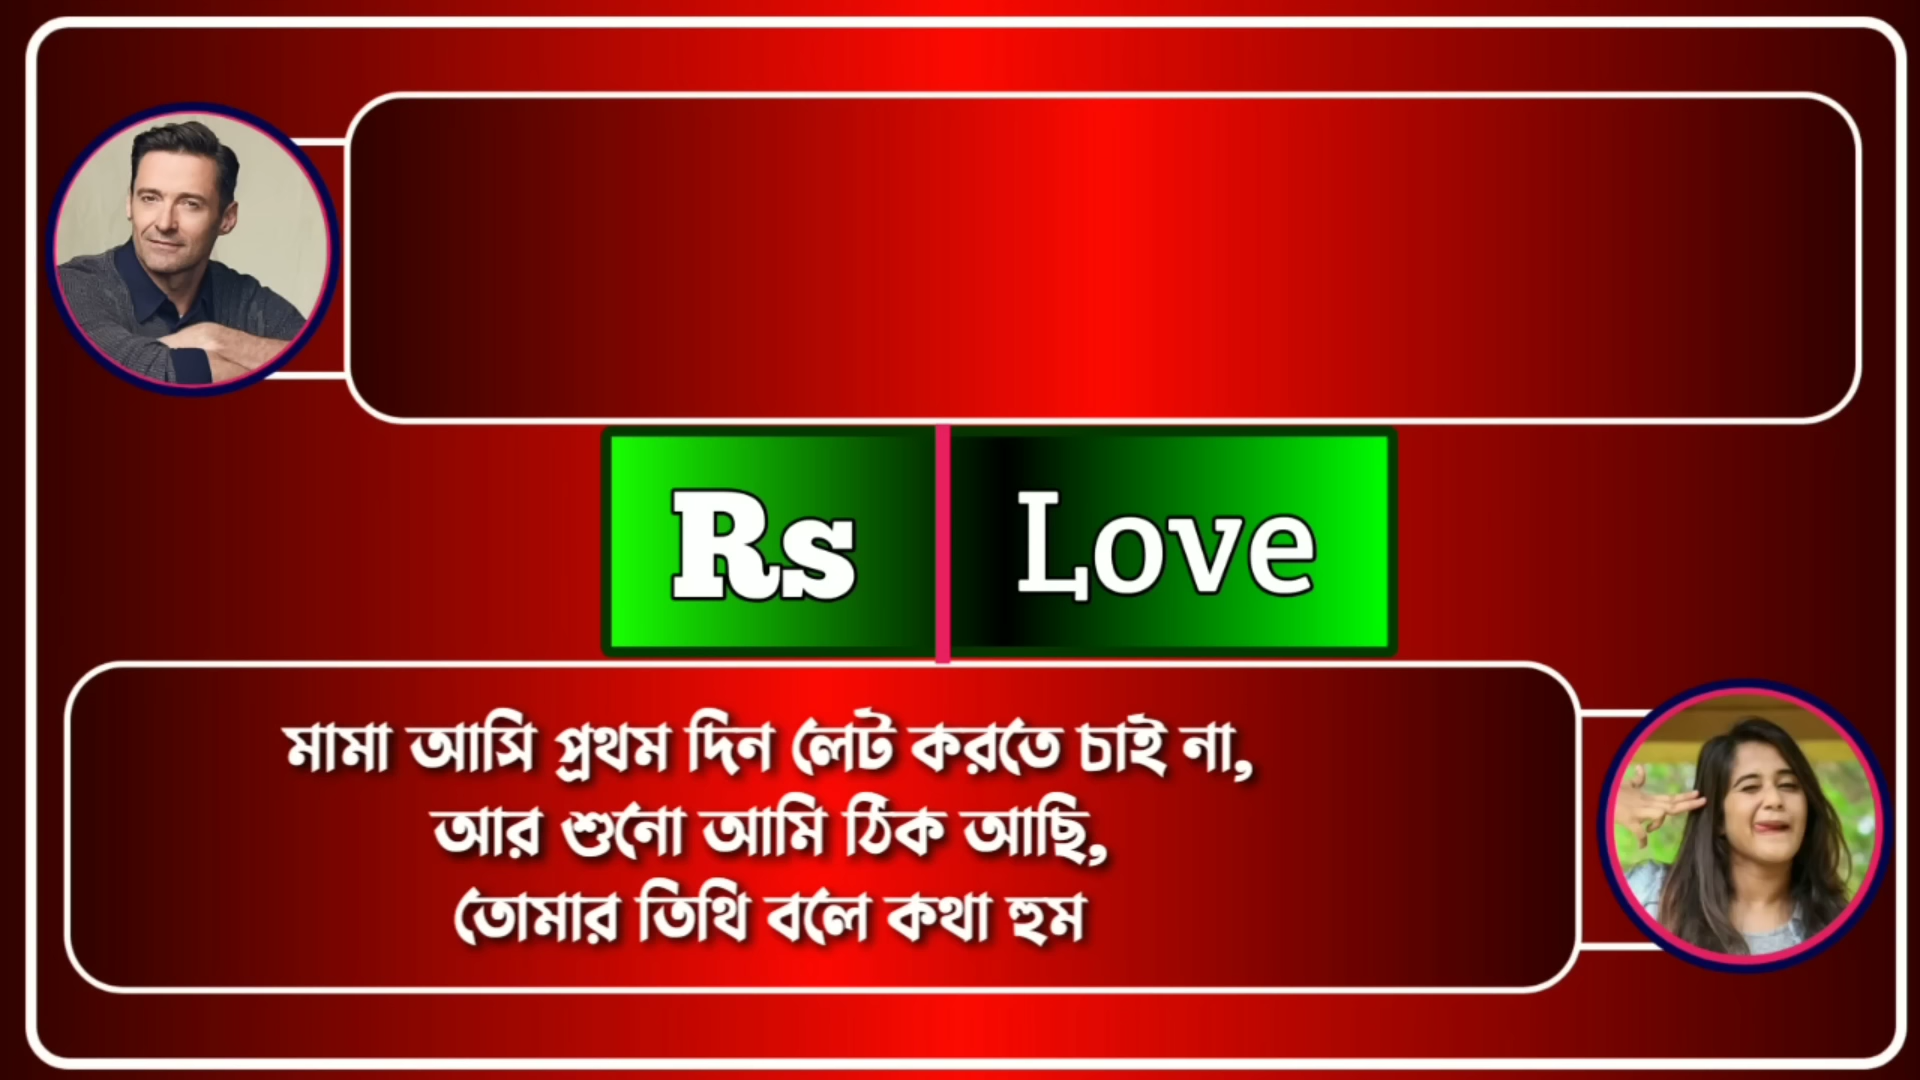 Rs Love
মামা আসি প্রথম দিন লেট করতে চাই না,
আর শুনো আমি ঠিক আছি,
তোমার তিথি বলে কথা হুম